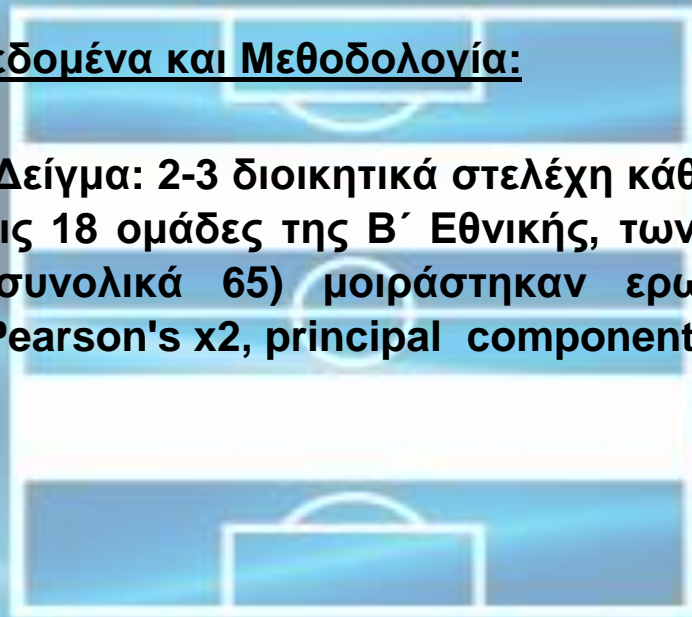 εδομένα και Μεθοδολογία:
Δείγμα: 2-3 διοικητικά στελέχη κάθ
ις 18 ομάδες της Β΄ Εθνικής, των
συνολικά 65) μοιράστηκαν ερω
Pearson's x2, principal component